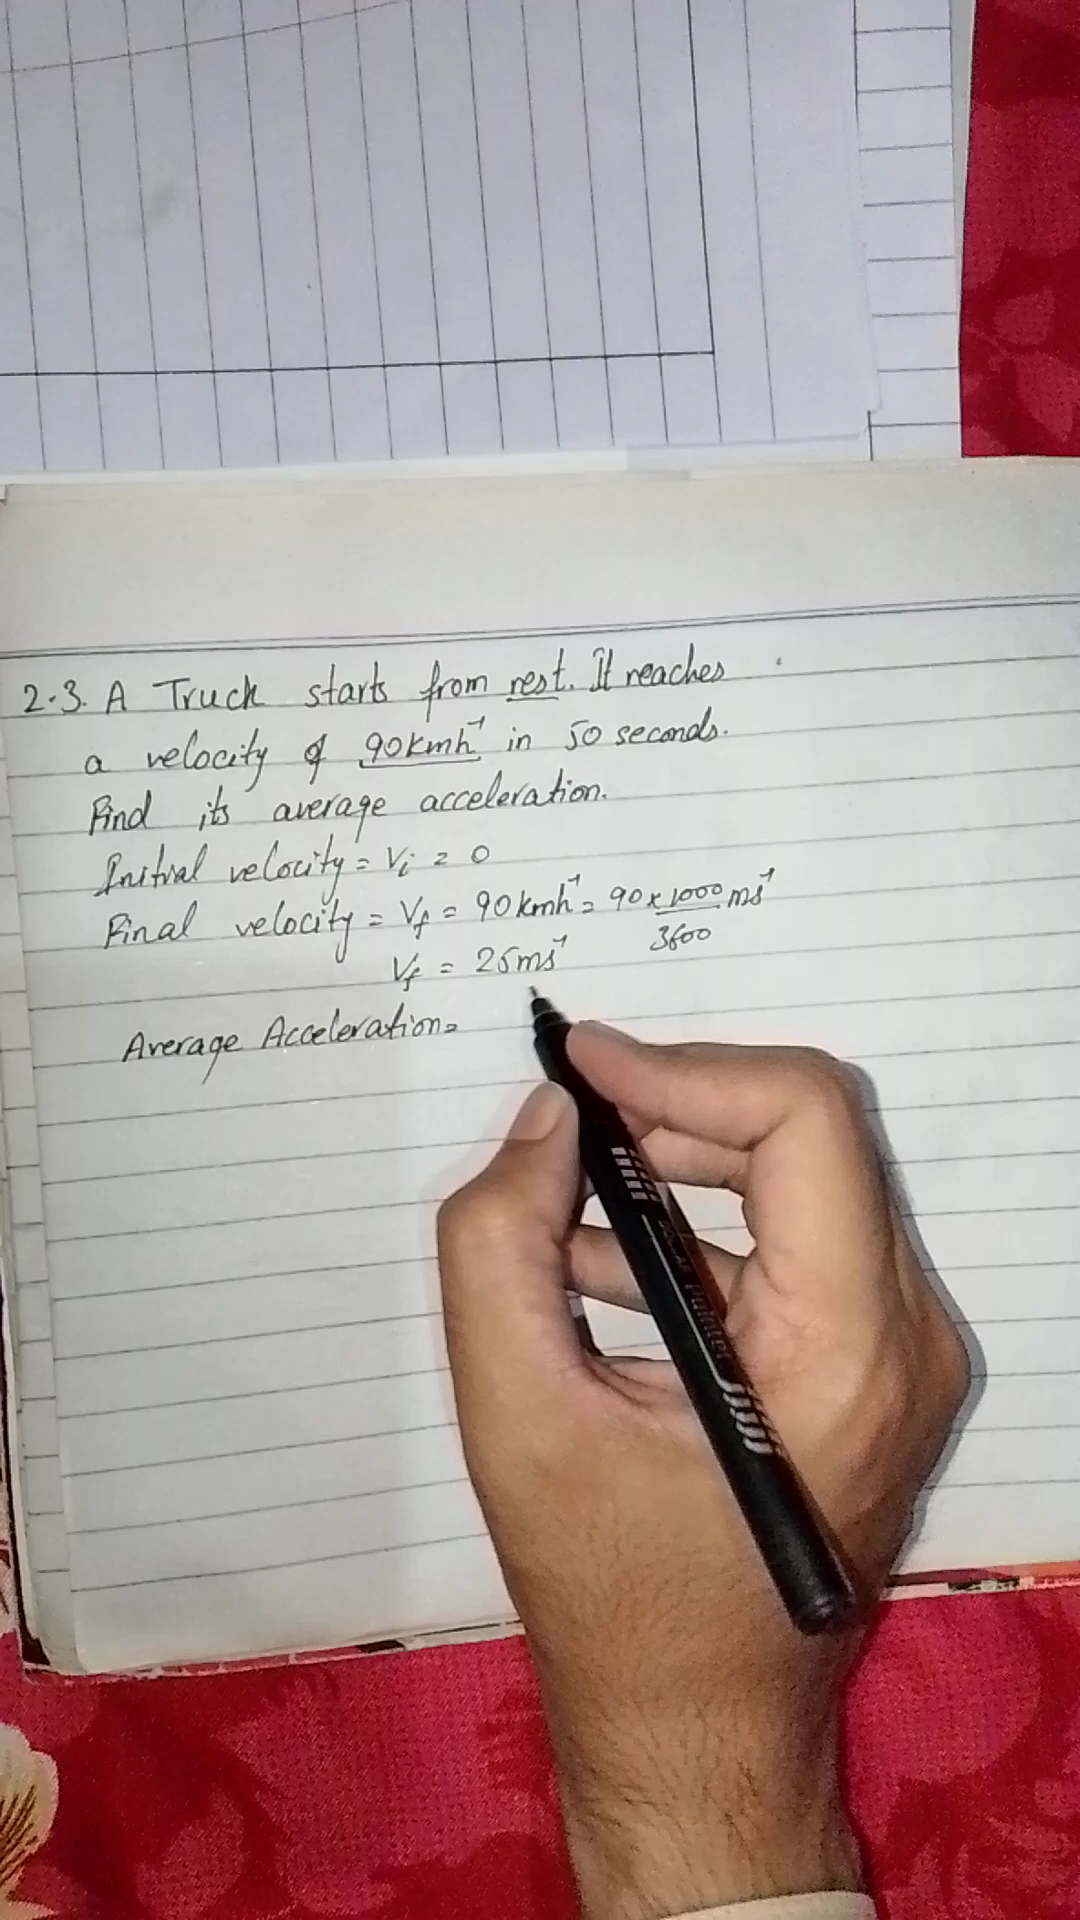 2.3. A Truck starts from rest. It reaches
a velocity of 90kmh⁻¹ in 50 seconds.
Find its average acceleration.
Initial velocity = Vi = 0
Final velocity = Vf = 90kmh⁻¹ = 90 x 1000/3600 ms⁻¹
Vf = 25ms⁻¹
Average Acceleration =
Pointer